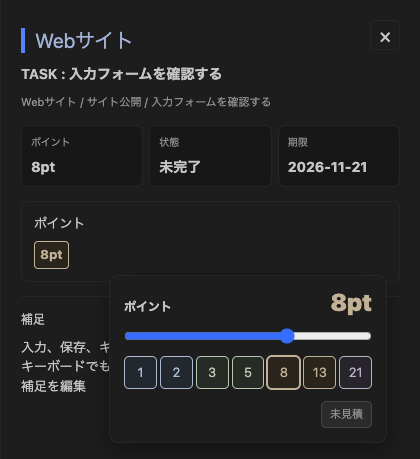 Webサイト
×
TASK : 入力フォームを確認する
Webサイト / サイト公開 / 入力フォームを確認する
ポイント
8pt
状態
未完了
期限
2026-11-21
ポイント
8pt
ポイント
8pt
1 2 3 5 8 13 21
未見積
補足
入力、保存、キ
キーボードでも
補足を編集